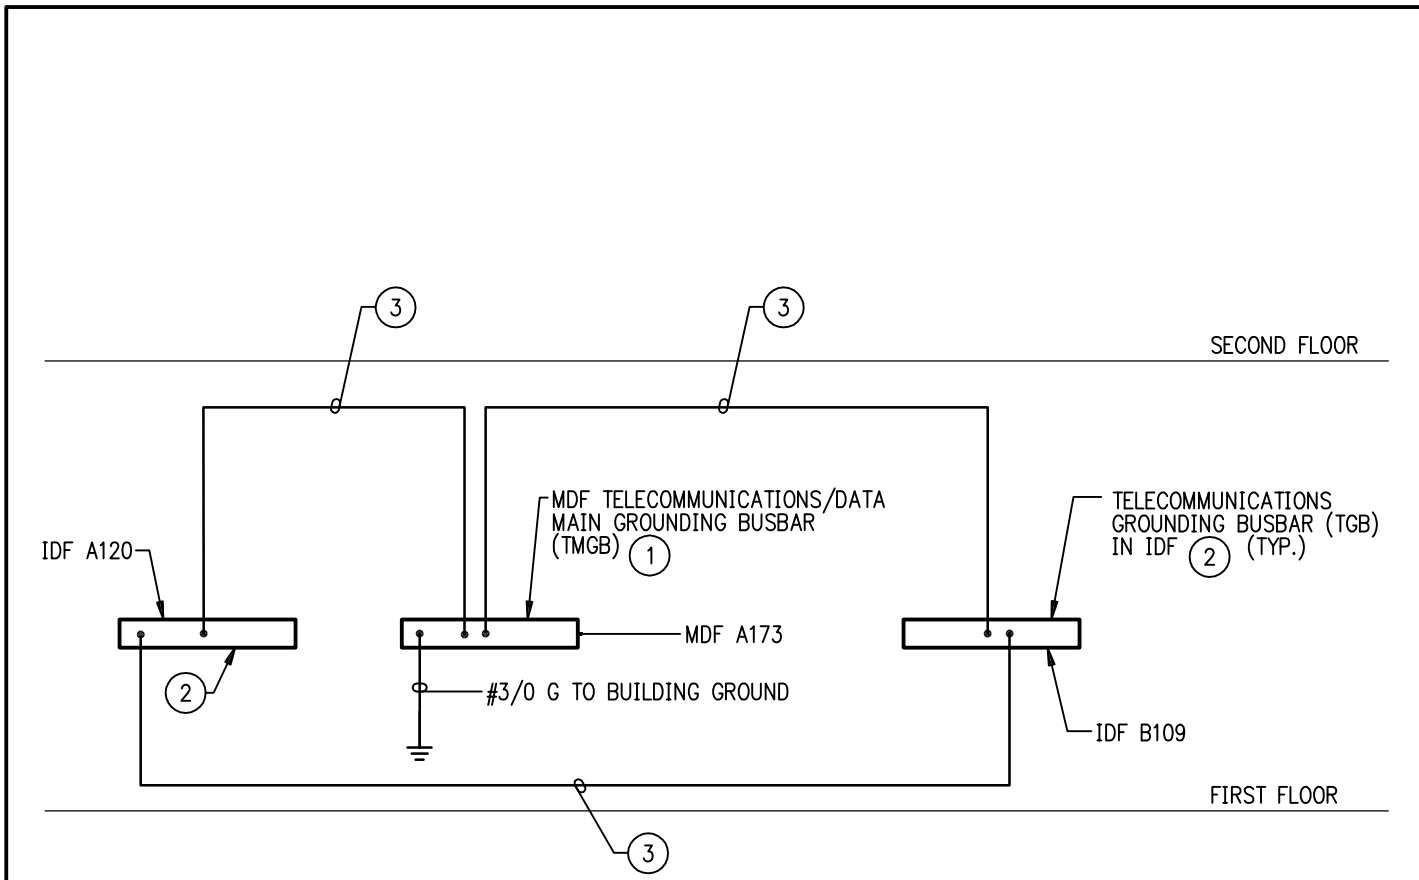 3
3
SECOND FLOOR
MDF TELECOMMUNICATIONS/DATA
MAIN GROUNDING BUSBAR
(TMGB) 1
TELECOMMUNICATIONS
GROUNDING BUSBAR (TGB)
IN IDF 2 (TYP.)
IDF A120
MDF A173
2
#3/0 G TO BUILDING GROUND
IDF B109
FIRST FLOOR
3